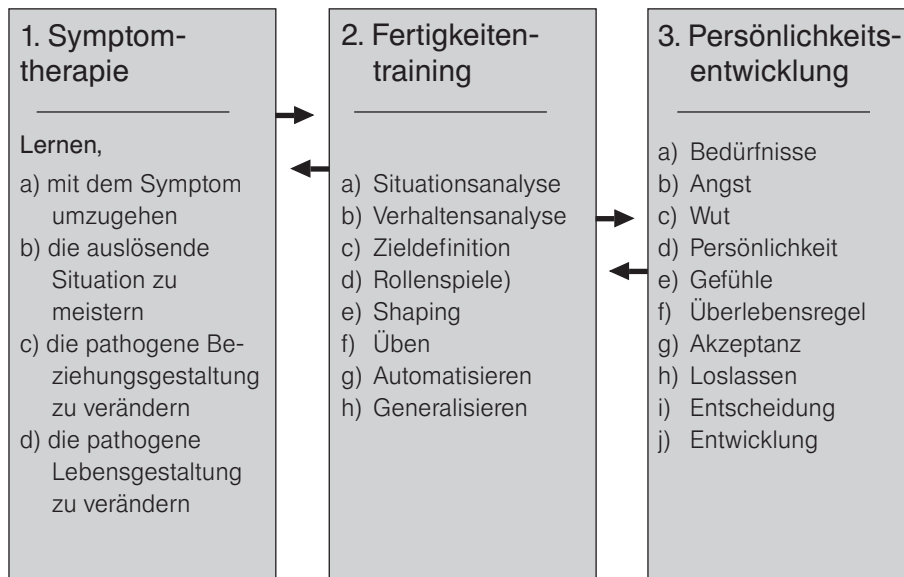 1. Symptom-
therapie
Lernen,
a) mit dem Symptom
umzugehen
b) die auslösende
Situation zu
meistern
c) die pathogene Be-
ziehungsgestaltung
zu verändern
d) die pathogene
Lebensgestaltung
zu verändern
2. Fertigkeiten-
training
a) Situationsanalyse
b) Verhaltensanalyse
c) Zieldefinition
d) Rollenspiele)
e) Shaping
f) Üben
g) Automatisieren
h) Generalisieren
3. Persönlichkeits-
entwicklung
a) Bedürfnisse
b) Angst
c) Wut
d) Persönlichkeit
e) Gefühle
f) Überlebensregel
g) Akzeptanz
h) Loslassen
i) Entscheidung
j) Entwicklung